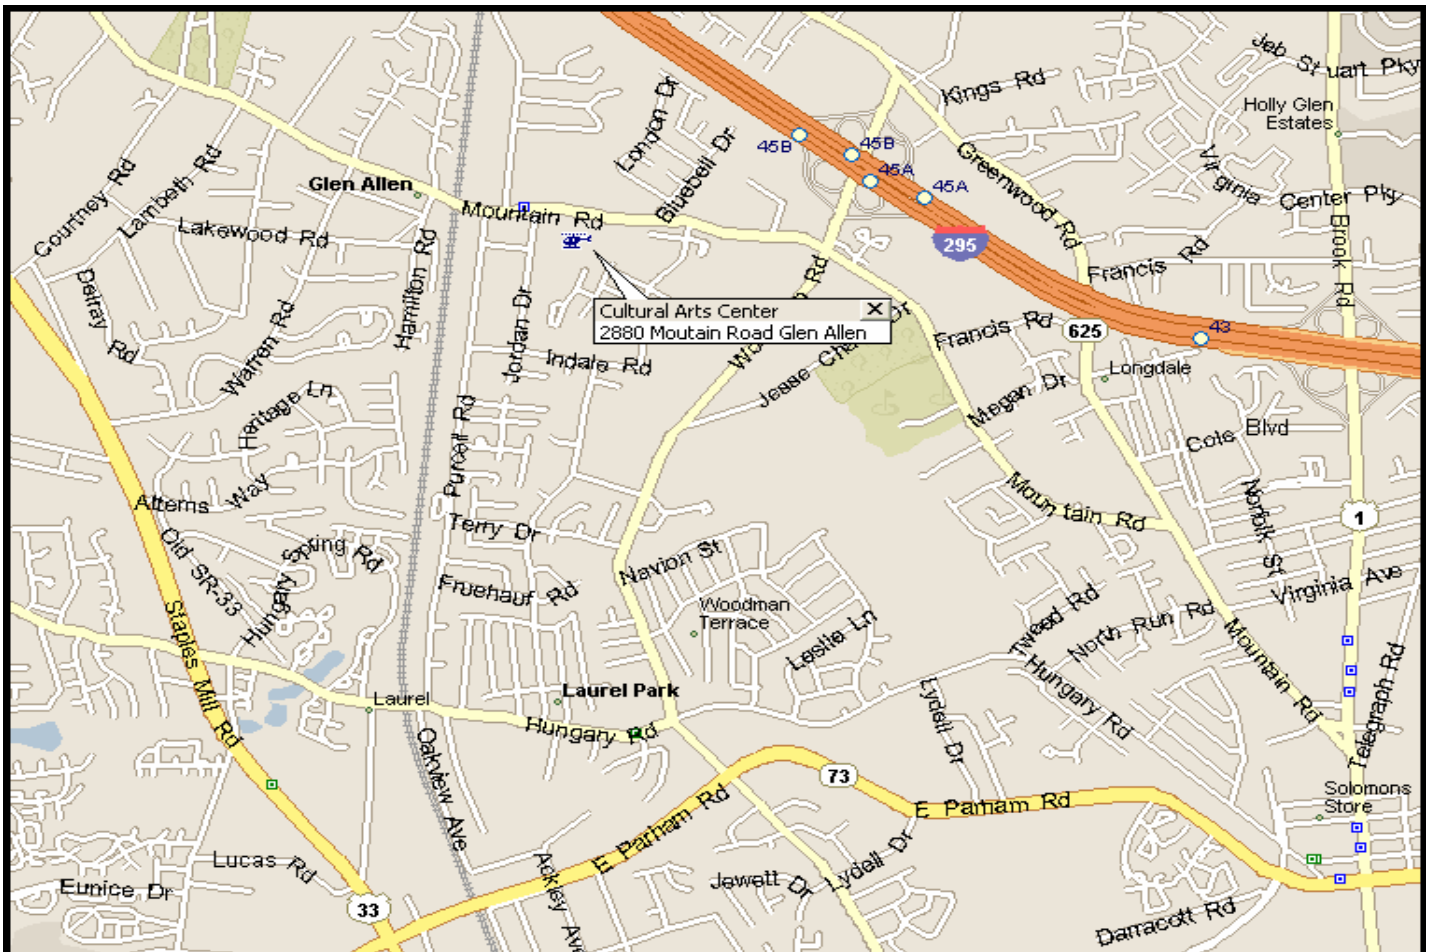 Jeb Stuart Pky
Kings Rd
Holly Glen
Estates
London Dr
45B
45B
45A
45A
Bluebell Dr
Greenwood Rd
Virginia
Center Pky
Courtney Rd
Lambeth Rd
Glen Allen
Mountain Rd
Lakewood Rd
Hamilton Rd
295
Francis Rd
Brook Rd
Delray
Rd
Warren Rd
Jordan Dr
Cultural Arts Center
2880 Moutain Road Glen Allen
Rd
Dr
Francis Rd
625
43
Indale Rd
Jesse
Longdale
Megan Dr
Heritage Ln
Purcell Rd
Cole Blvd
Altems Way
Terry Dr
Mountain Rd
Norfolk St
1
Old SR-33
Hungary Spring Rd
Navion St
Fruehauf Rd
Woodman
Terrace
Leslie Ln
Tweed Rd
North Run Rd
Virginia Ave
Staples Mill Rd
Laurel
Laurel Park
Hungary Rd
Hungary Rd
Lydell Dr
Mountain Rd
Telegraph Rd
Oakview Ave
73
E Parham Rd
E Parham Rd
Solomons
Store
Lucas Rd
Eunice Dr
33
Ackley Ave
Jewett Dr
Lydell Dr
Darracott Rd